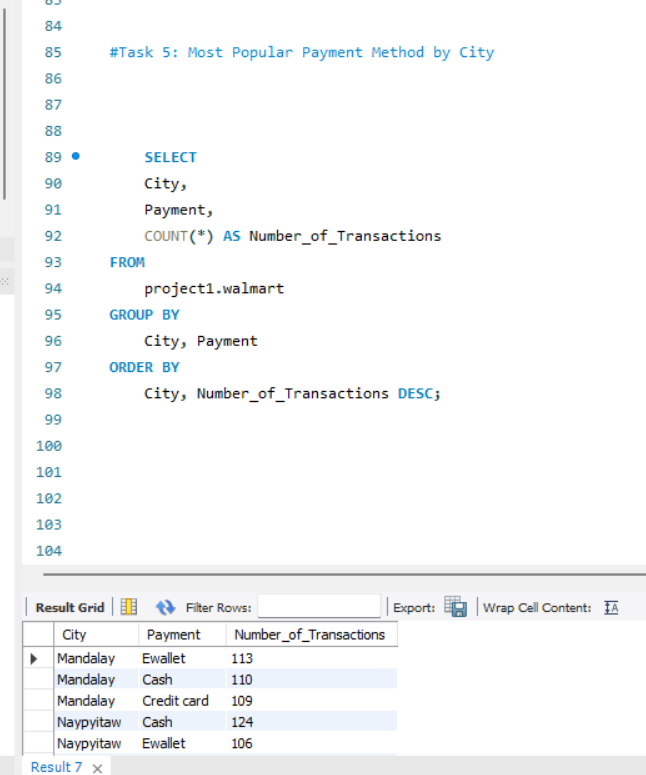 83
84
85 #Task 5: Most Popular Payment Method by City
86
87
88
89 SELECT
90 City,
91 Payment,
92 COUNT(*) AS Number_of_Transactions
93 FROM
94 project1.walmart
95 GROUP BY
96 City, Payment
97 ORDER BY
98 City, Number_of_Transactions DESC;
99
100
101
102
103
104
Result Grid Filter Rows: Export: Wrap Cell Content: IA
City Payment Number_of_Transactions
Mandalay Ewallet 113
Mandalay Cash 110
Mandalay Credit card 109
Naypyitaw Cash 124
Naypyitaw Ewallet 106
Result 7 ×